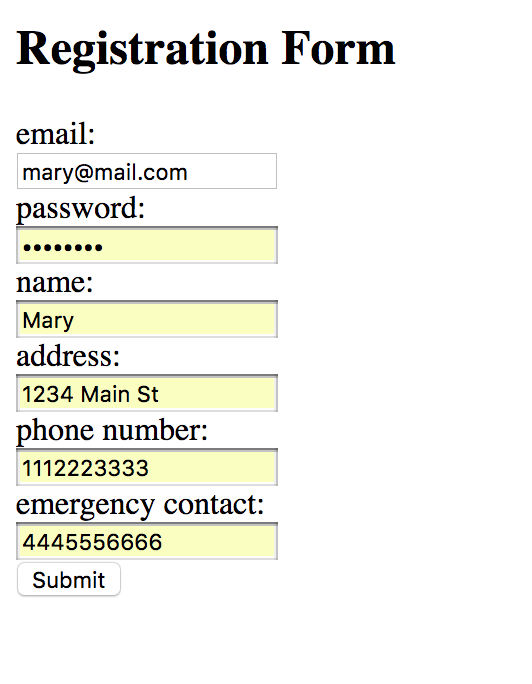 Registration Form
email:
mary@mail.com
password:
••••••••
name:
Mary
address:
1234 Main St
phone number:
1112223333
emergency contact:
4445556666
Submit